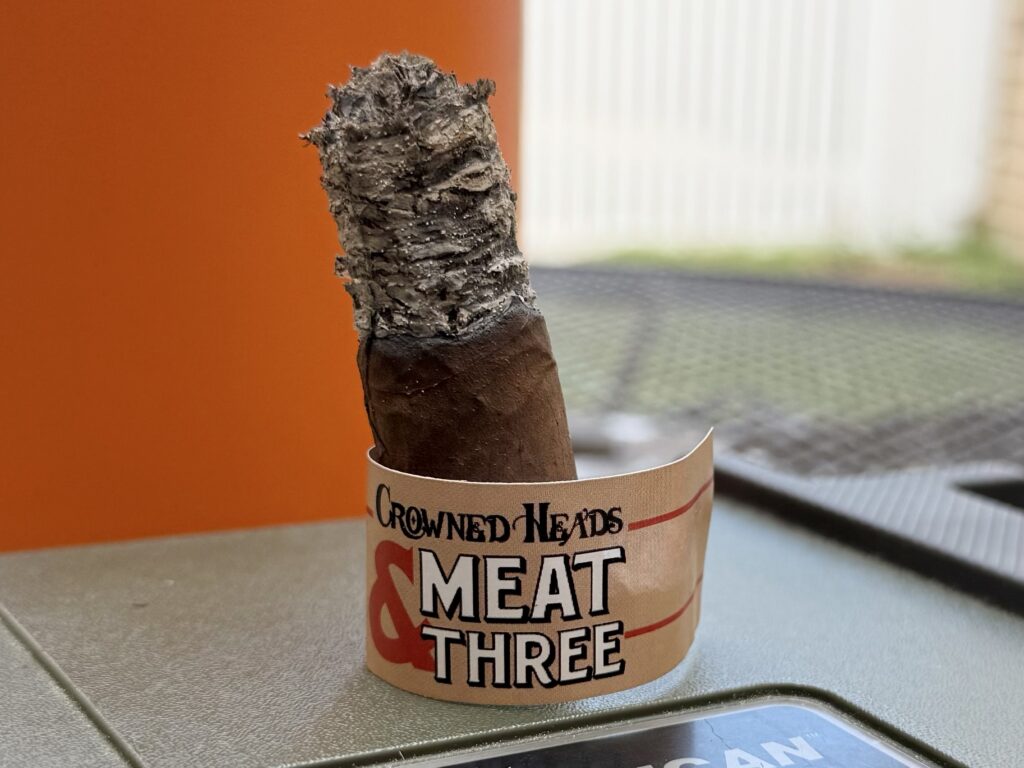 CROWNED HEADS
& MEAT
THREE